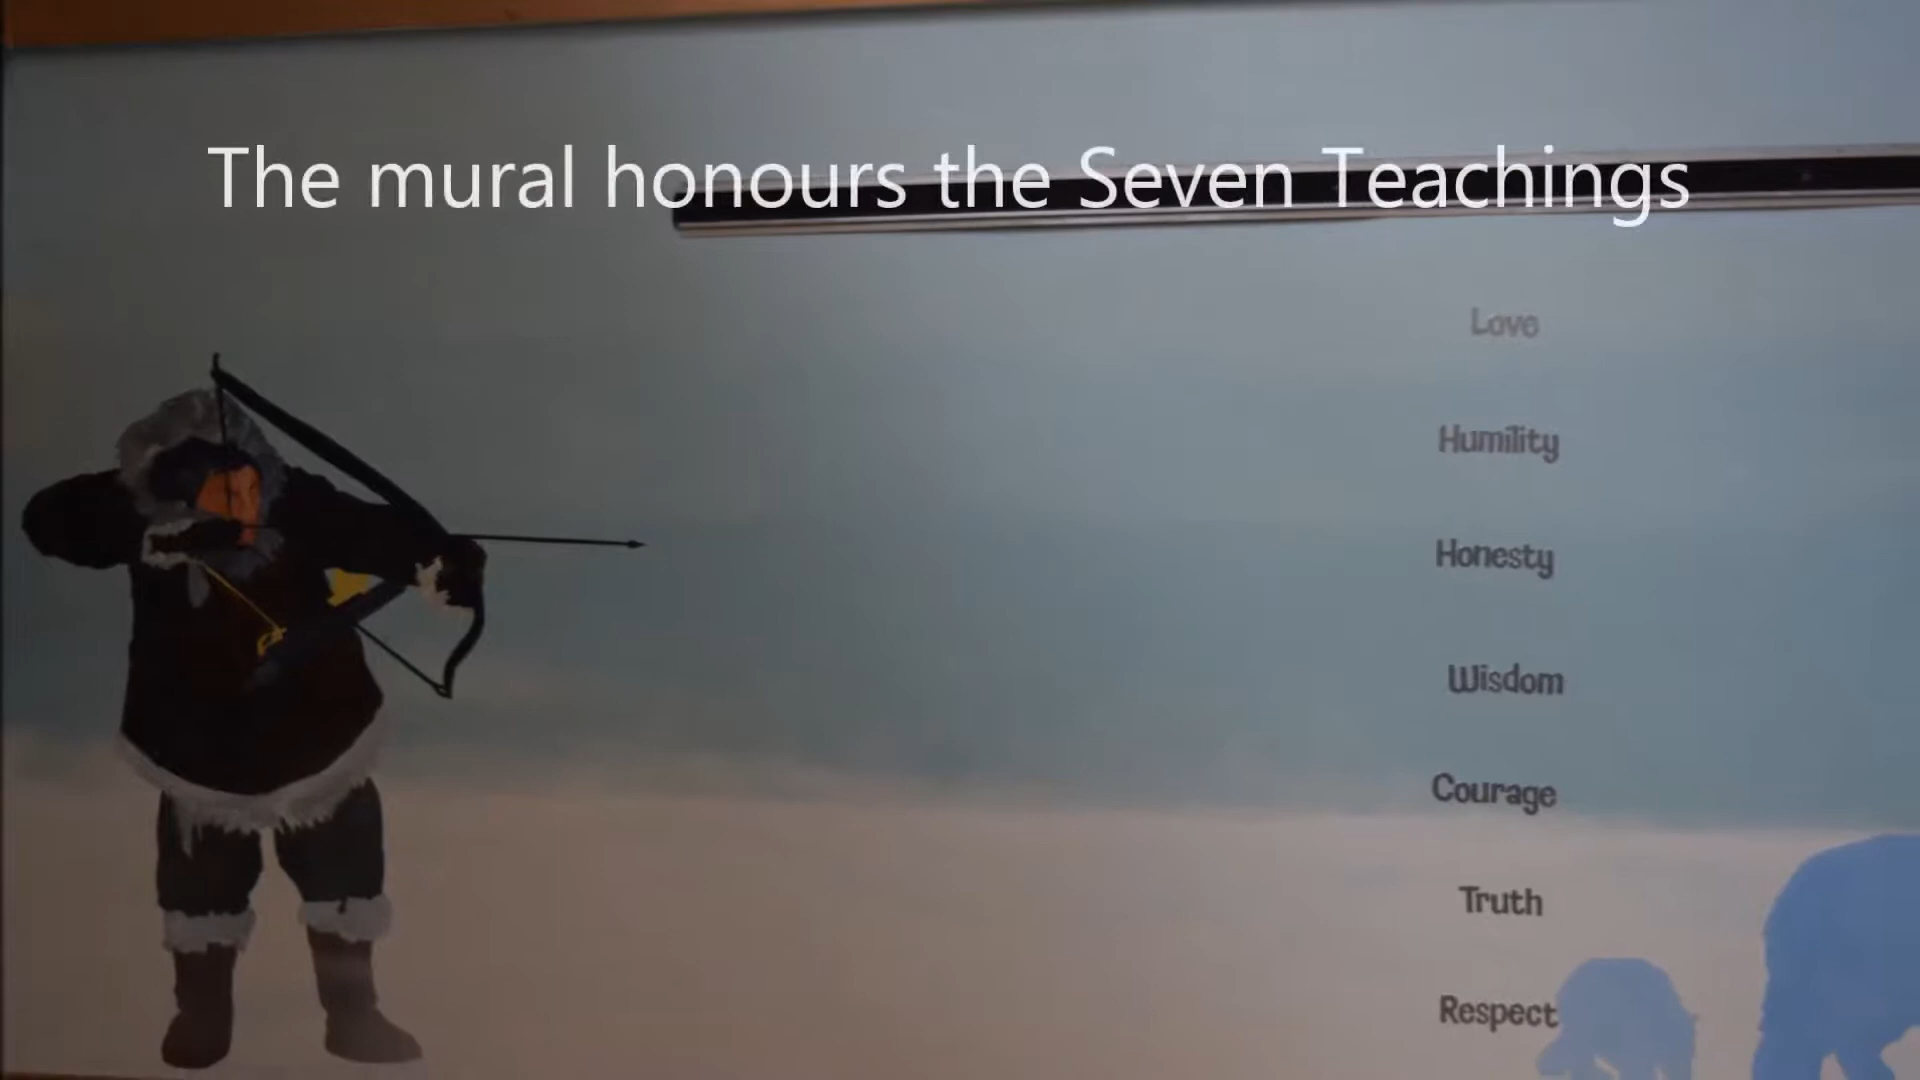 The mural honours the Seven Teachings
Love
Humility
Honesty
Wisdom
Courage
Truth
Respect